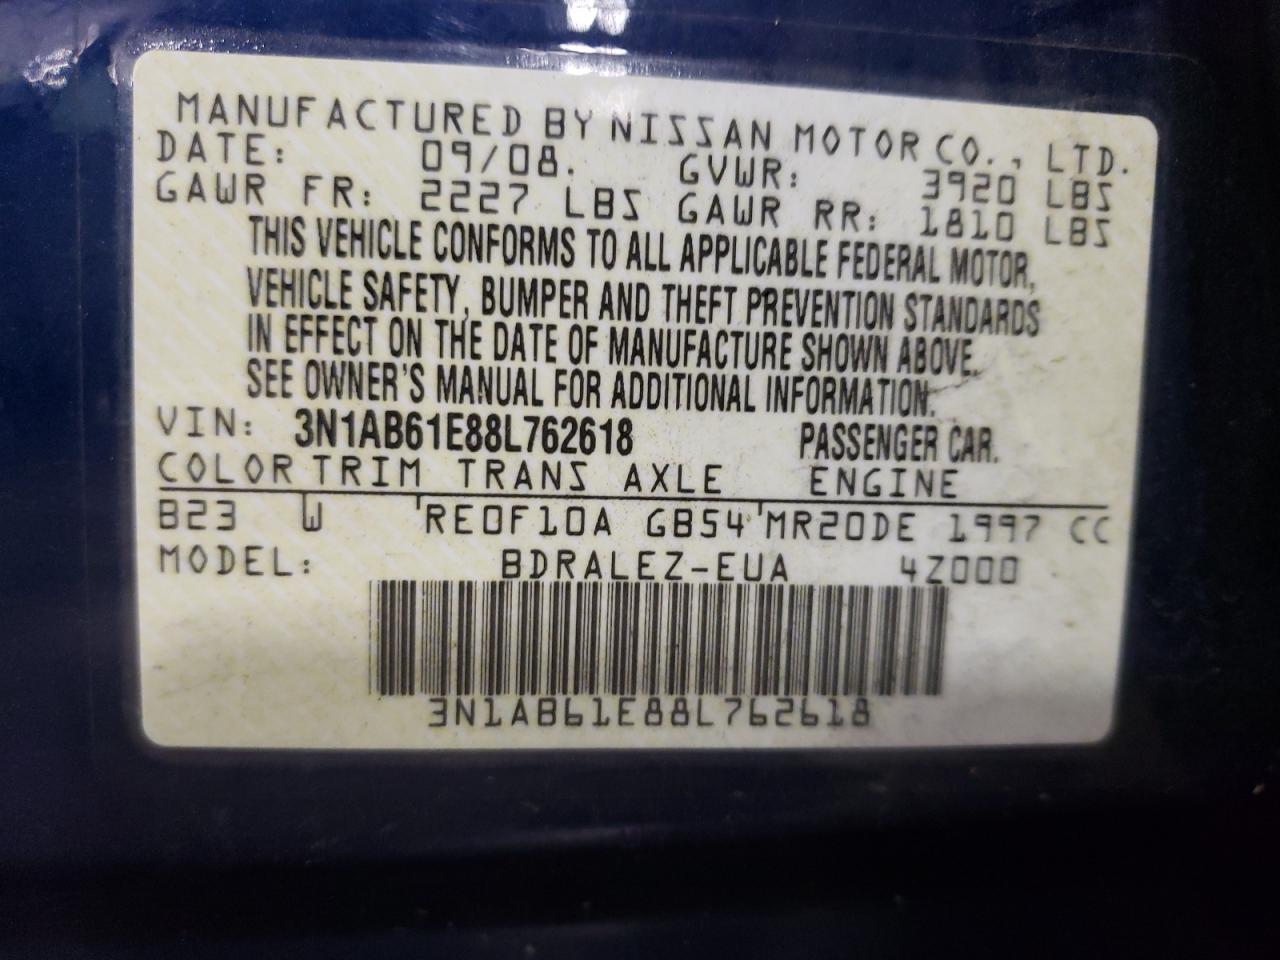 MANUFACTURED BY NISSAN MOTOR CO., LTD.
DATE: 09/08. GVWR: 3920 LBS
GAWR FR: 2227 LBS GAWR RR: 1810 LBS
THIS VEHICLE CONFORMS TO ALL APPLICABLE FEDERAL MOTOR,
VEHICLE SAFETY, BUMPER AND THEFT PREVENTION STANDARDS
IN EFFECT ON THE DATE OF MANUFACTURE SHOWN ABOVE.
SEE OWNER'S MANUAL FOR ADDITIONAL INFORMATION.
VIN: 3N1AB61E88L762618 PASSENGER CAR.
COLOR TRIM TRANS AXLE ENGINE
B23 W 'RE0F10A GB54 'MR20DE 1997 CC
MODEL: BDRALEZ-EUA 4Z000
3N1AB61E88L762618